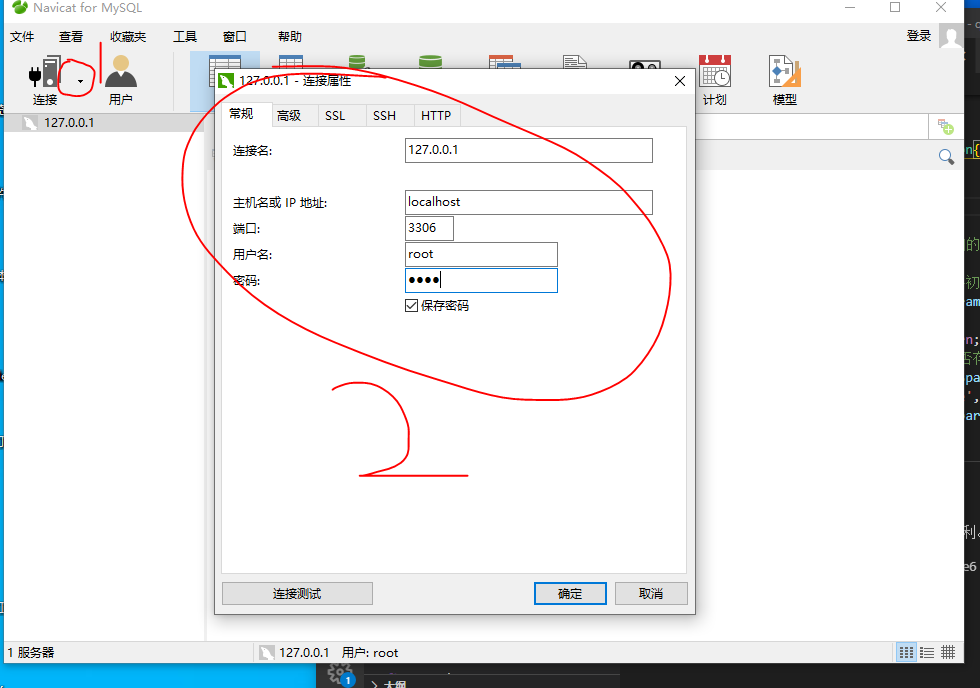 Navicat for MySQL
文件 查看 收藏夹 工具 窗口 帮助 登录
连接 用户 计划 模型
127.0.0.1
127.0.0.1 - 连接属性
常规 高级 SSL SSH HTTP
连接名: 127.0.0.1
主机名或 IP 地址: localhost
端口: 3306
用户名: root
密码: ●●●●
保存密码
2
连接测试 确定 取消
1 服务器 127.0.0.1 用户: root
1
大纲